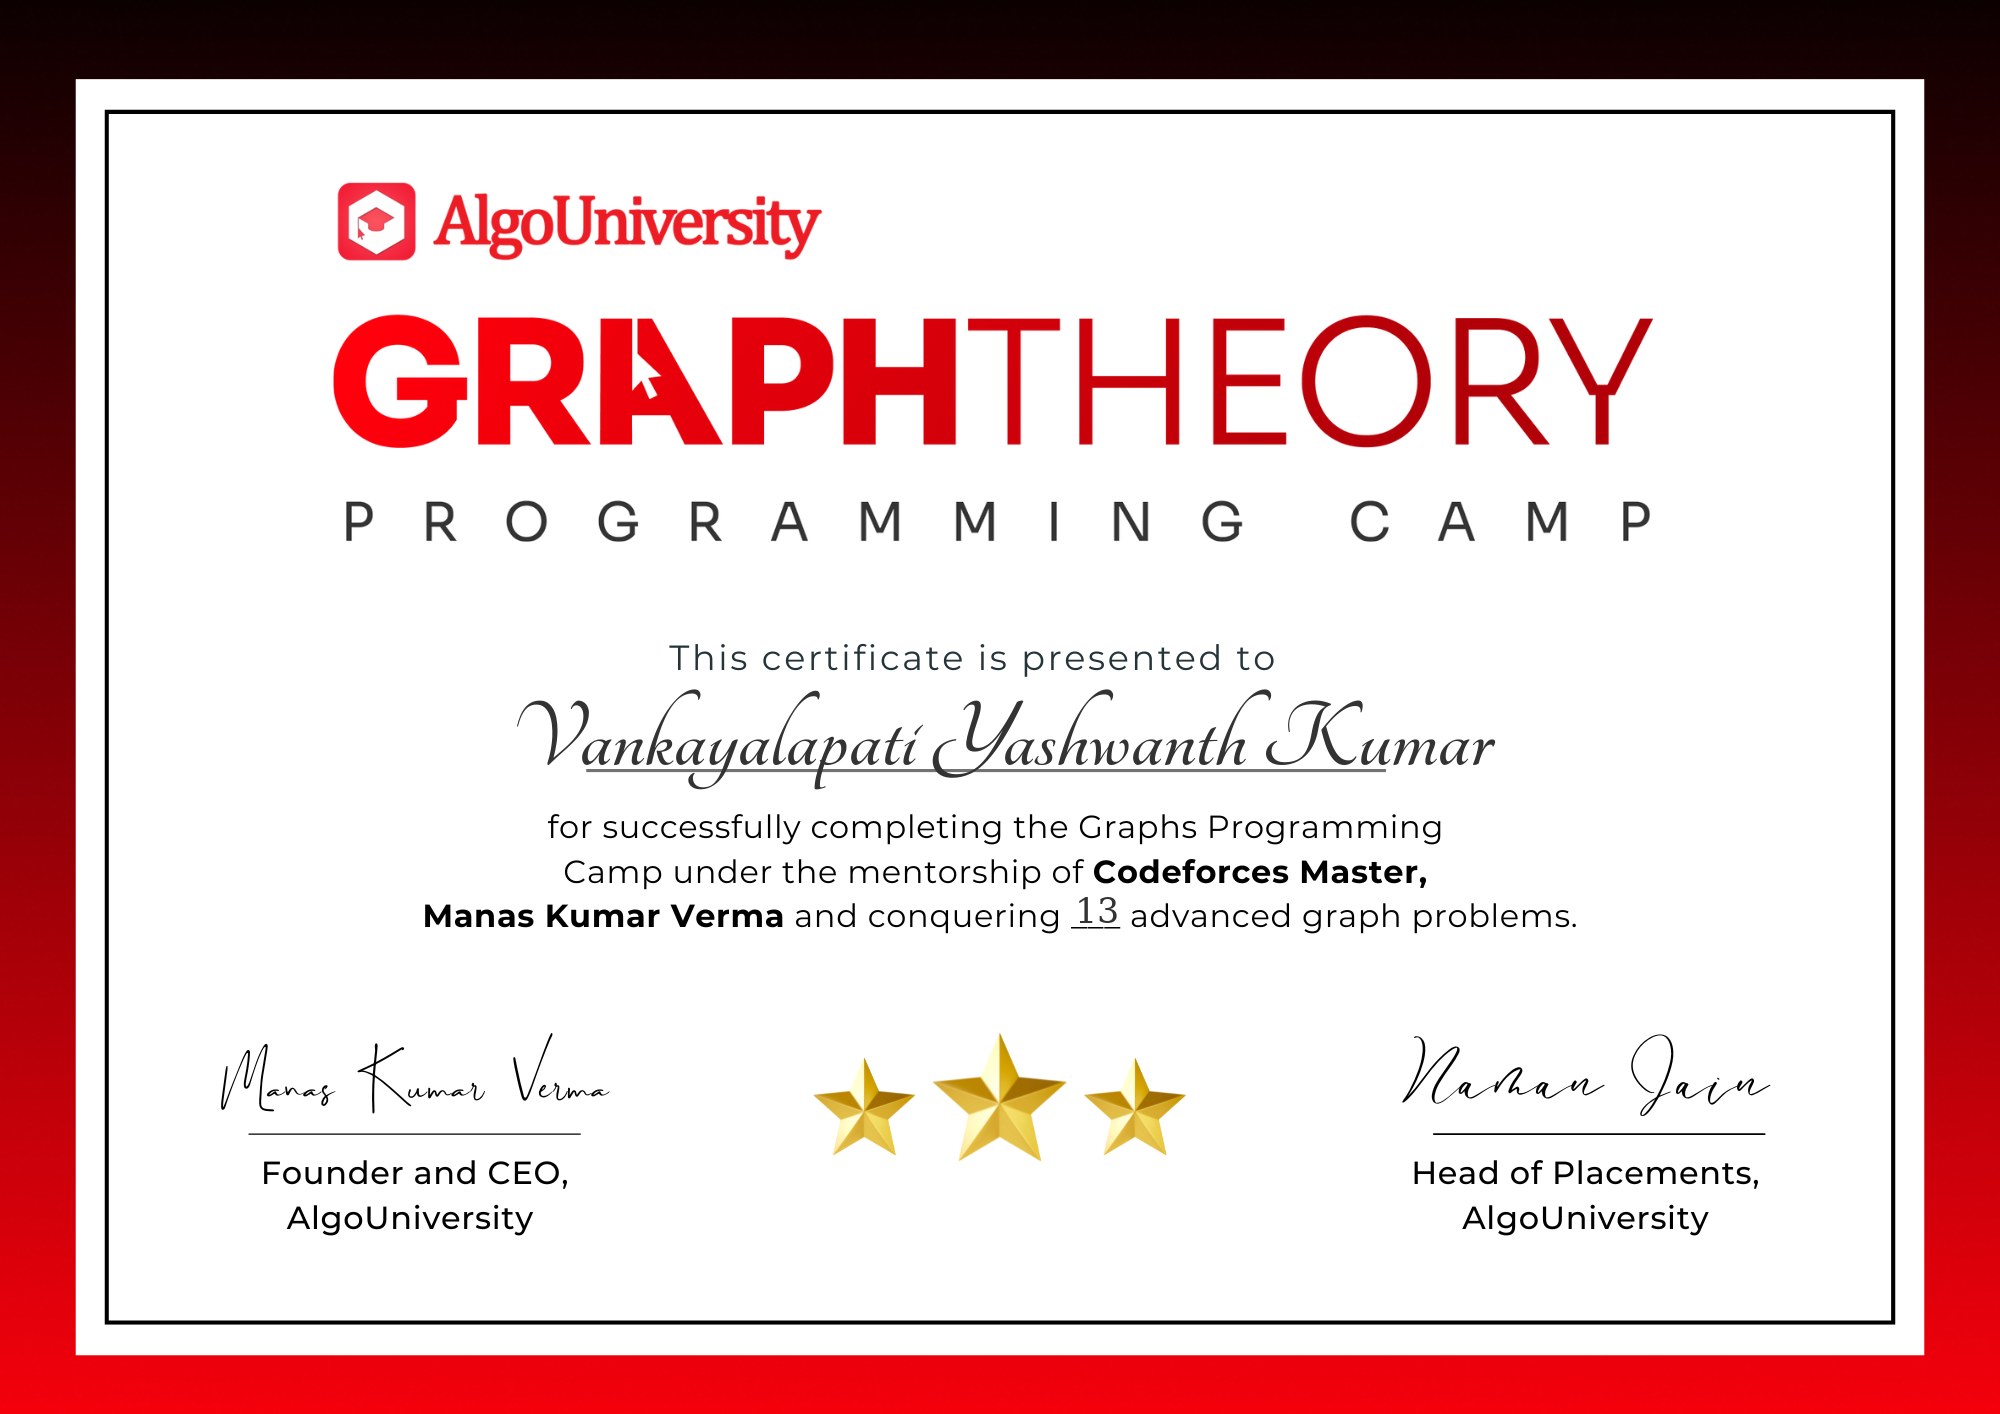 AlgoUniversity
GRAPHTHEORY
PROGRAMMING CAMP
This certificate is presented to
Vankayalapati Yashwanth Kumar
for successfully completing the Graphs Programming
Camp under the mentorship of Codeforces Master,
Manas Kumar Verma and conquering 13 advanced graph problems.
Manas Kumar Verma
Founder and CEO,
AlgoUniversity
Naman Jain
Head of Placements,
AlgoUniversity